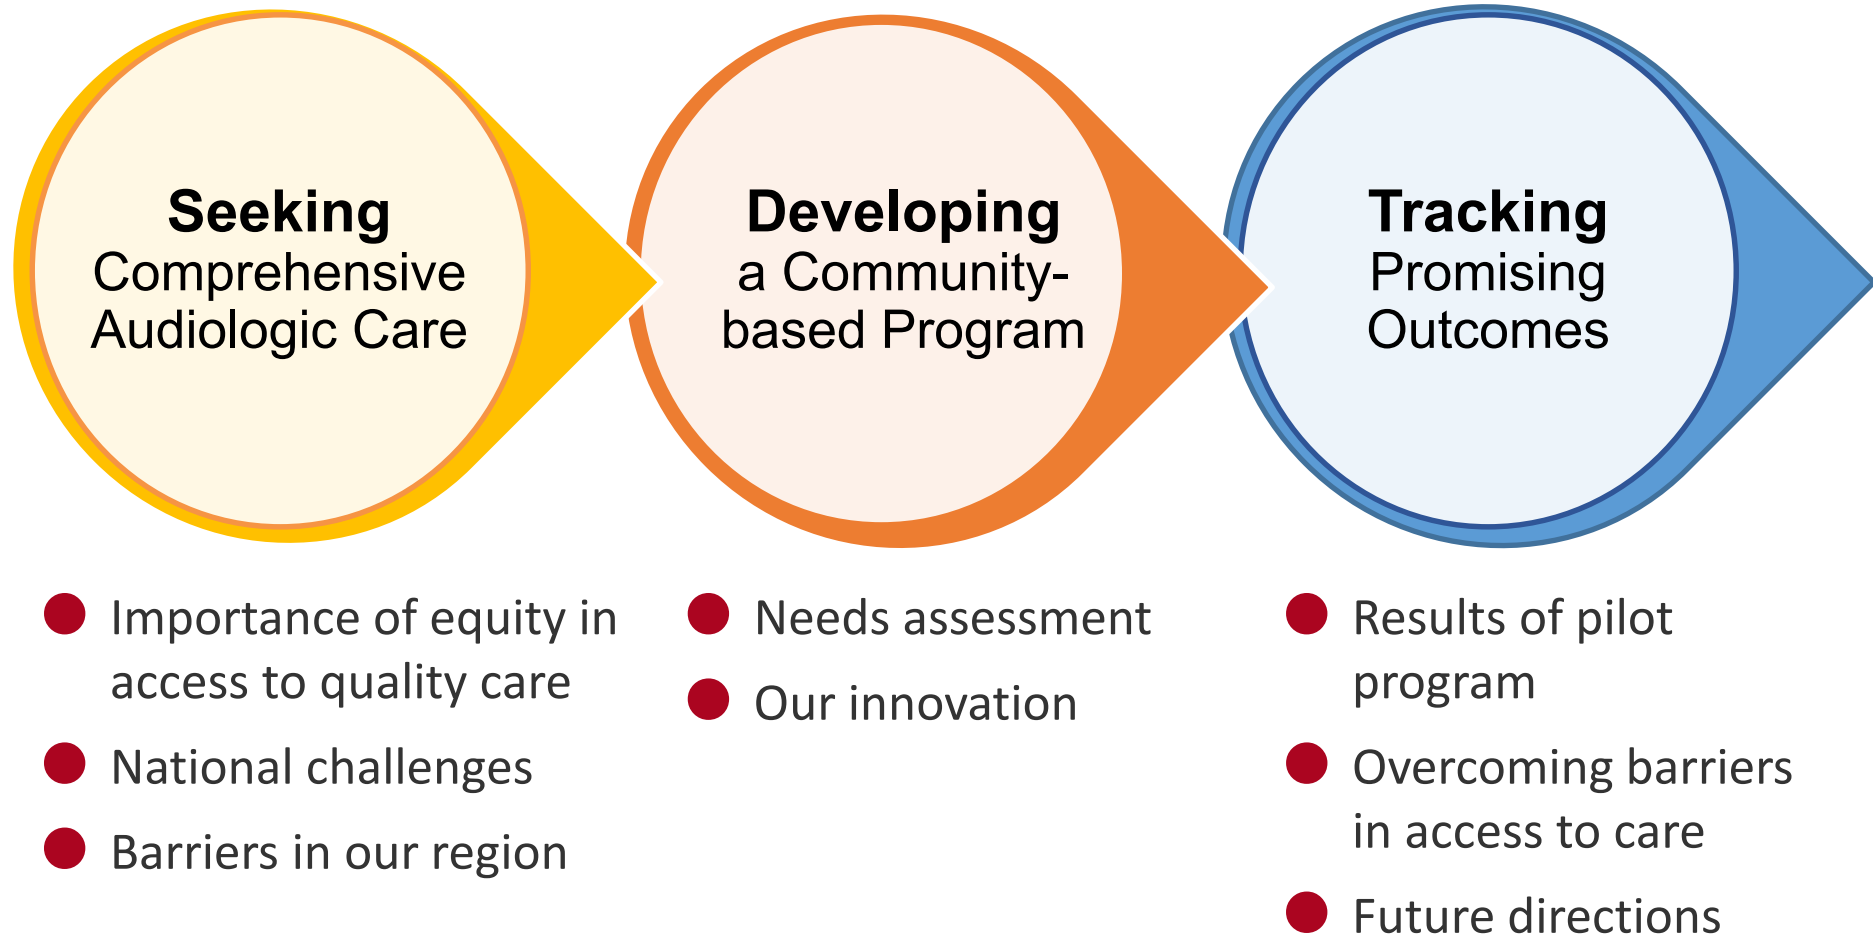 Seeking
Comprehensive
Audiologic Care
Developing
a Community-
based Program
Tracking
Promising
Outcomes
Importance of equity in
access to quality care
National challenges
Barriers in our region
Needs assessment
Our innovation
Results of pilot
program
Overcoming barriers
in access to care
Future directions